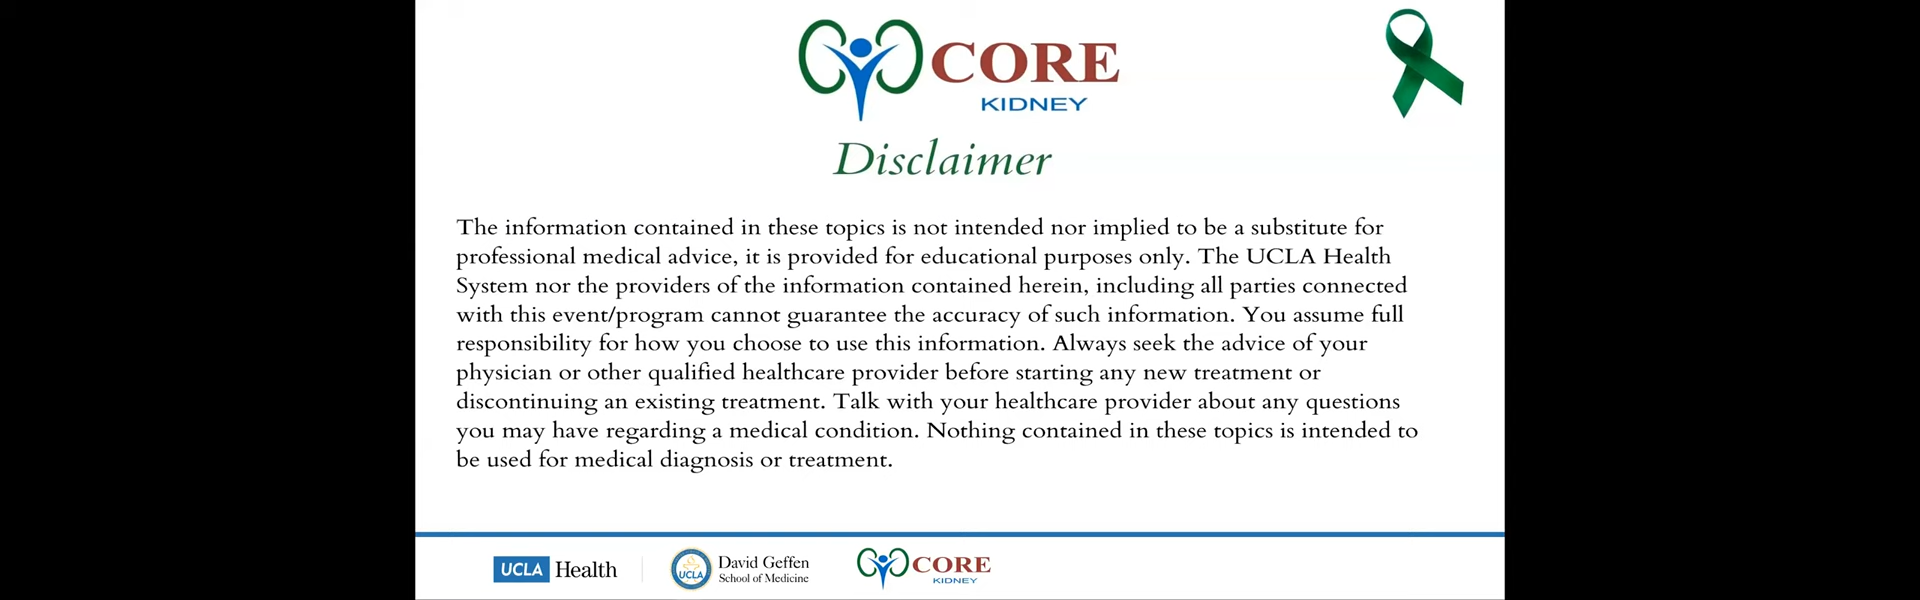 CORE
KIDNEY
Disclaimer
The information contained in these topics is not intended nor implied to be a substitute for
professional medical advice, it is provided for educational purposes only. The UCLA Health
System nor the providers of the information contained herein, including all parties connected
with this event/program cannot guarantee the accuracy of such information. You assume full
responsibility for how you choose to use this information. Always seek the advice of your
physician or other qualified healthcare provider before starting any new treatment or
discontinuing an existing treatment. Talk with your healthcare provider about any questions
you may have regarding a medical condition. Nothing contained in these topics is intended to
be used for medical diagnosis or treatment.
UCLA Health
UCLA
David Geffen
School of Medicine
CORE
KIDNEY